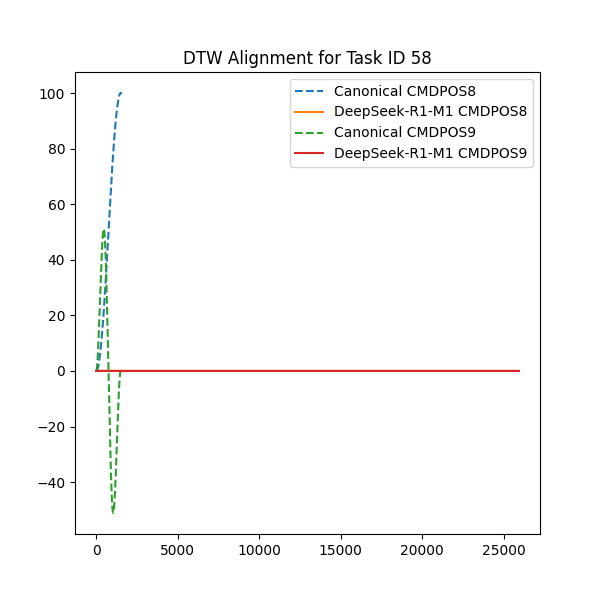 DTW Alignment for Task ID 58
Canonical CMDPOS8
DeepSeek-R1-M1 CMDPOS8
Canonical CMDPOS9
DeepSeek-R1-M1 CMDPOS9
100
80
60
40
20
0
−20
−40
0 5000 10000 15000 20000 25000